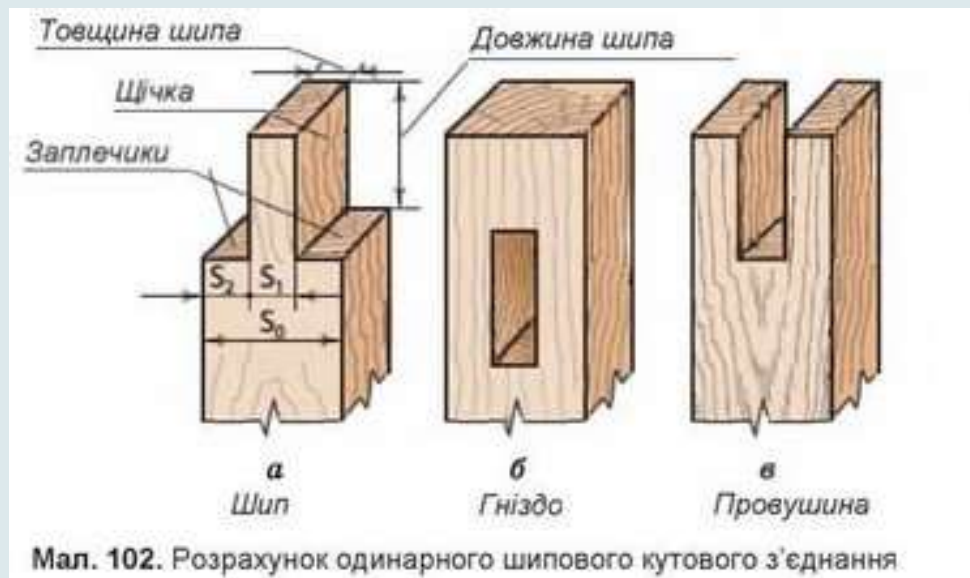 Товщина шипа
Довжина шипа
Щічка
Заплечики
S₂ S₁
S₀
а б в
Шип Гніздо Провушина
Мал. 102. Розрахунок одинарного шипового кутового з'єднання